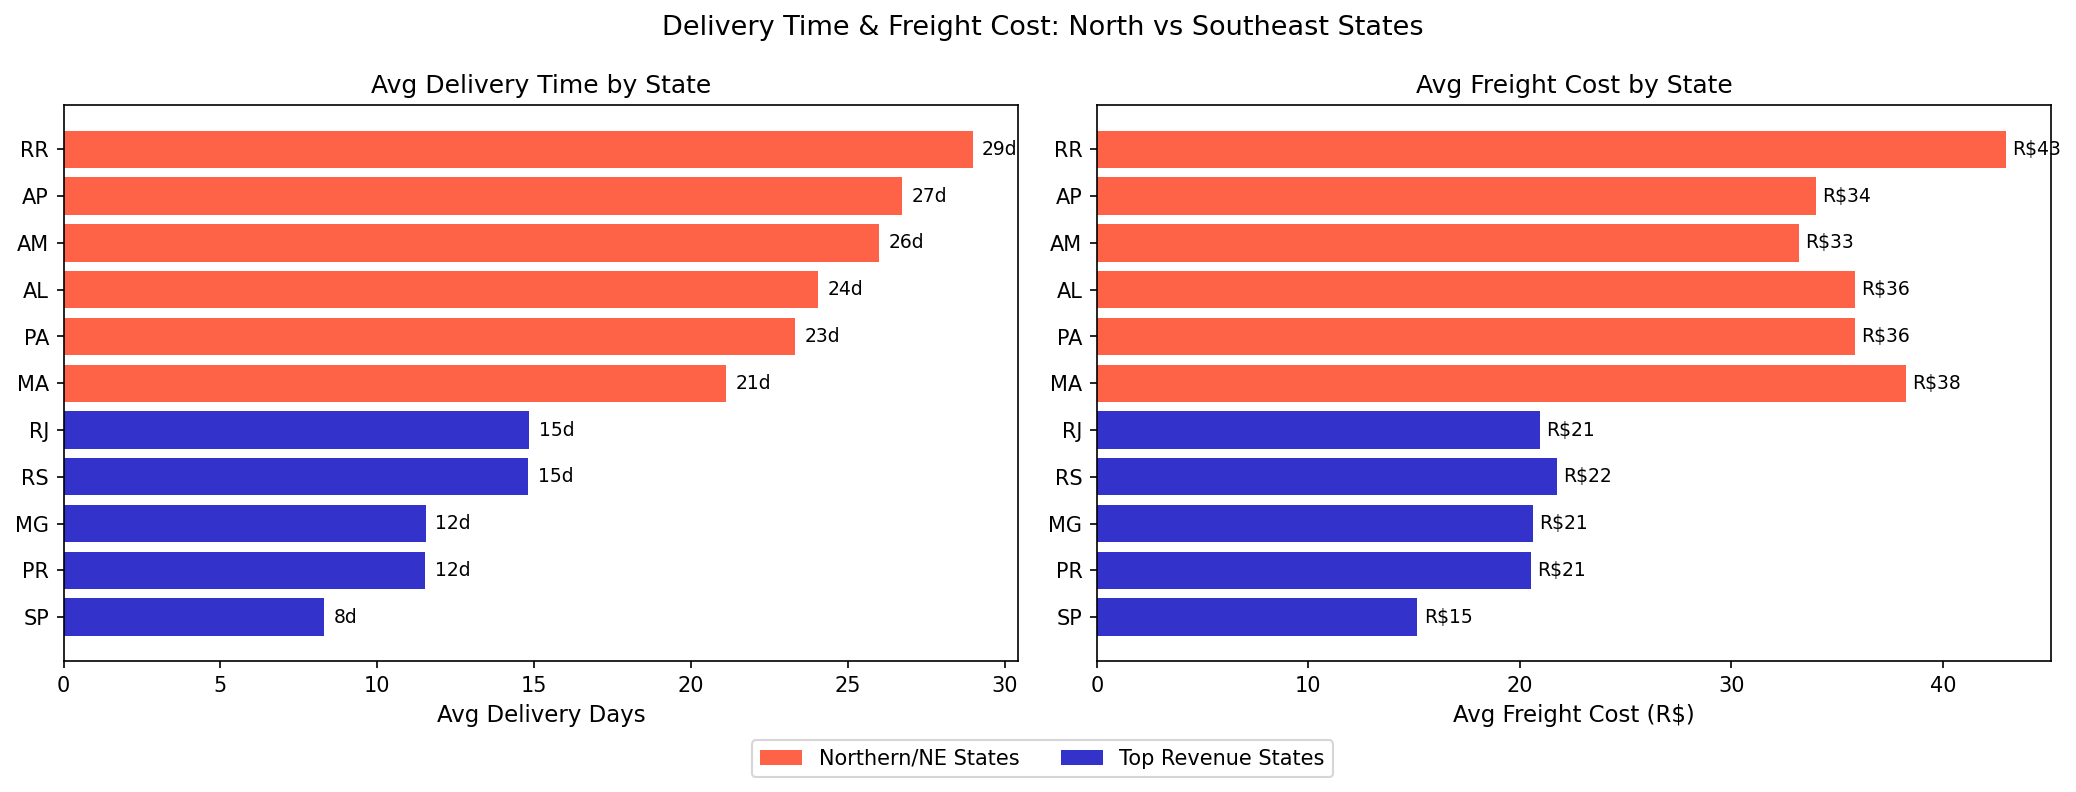 Delivery Time & Freight Cost: North vs Southeast States
Avg Delivery Time by State
RR 29d
AP 27d
AM 26d
AL 24d
PA 23d
MA 21d
RJ 15d
RS 15d
MG 12d
PR 12d
SP 8d
0 5 10 15 20 25 30
Avg Delivery Days
Avg Freight Cost by State
RR R$43
AP R$34
AM R$33
AL R$36
PA R$36
MA R$38
RJ R$21
RS R$22
MG R$21
PR R$21
SP R$15
0 10 20 30 40
Avg Freight Cost (R$)
Northern/NE States Top Revenue States